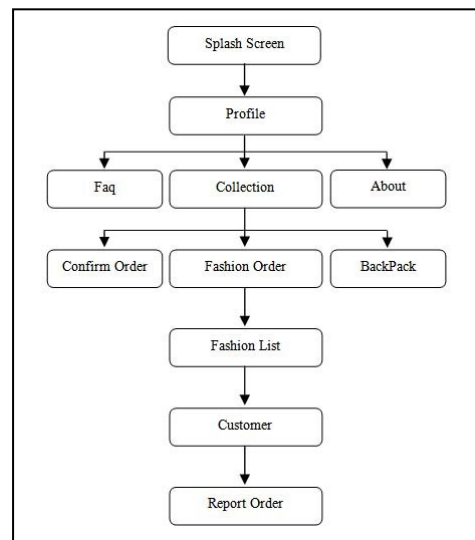 Splash Screen
Profile
Faq
Collection
About
Confirm Order
Fashion Order
BackPack
Fashion List
Customer
Report Order